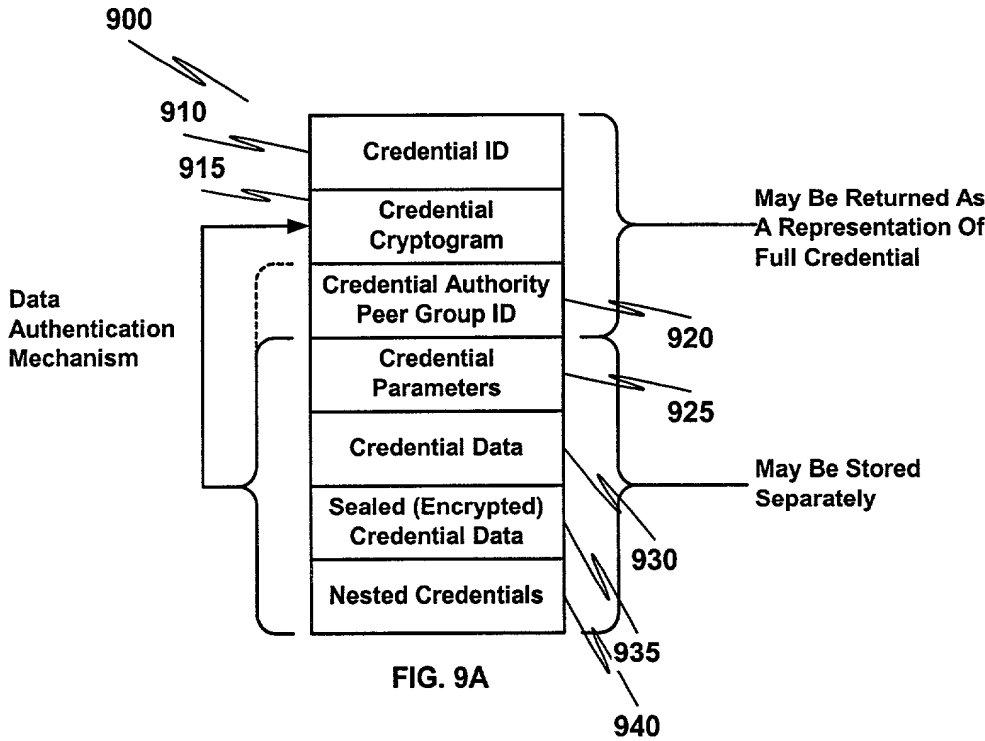 900
910
915
Credential ID
Credential
Cryptogram
Credential Authority
Peer Group ID
Credential
Parameters
Credential Data
Sealed (Encrypted)
Credential Data
Nested Credentials
Data
Authentication
Mechanism
May Be Returned As
A Representation Of
Full Credential
920
925
May Be Stored
Separately
930
935
940
FIG. 9A